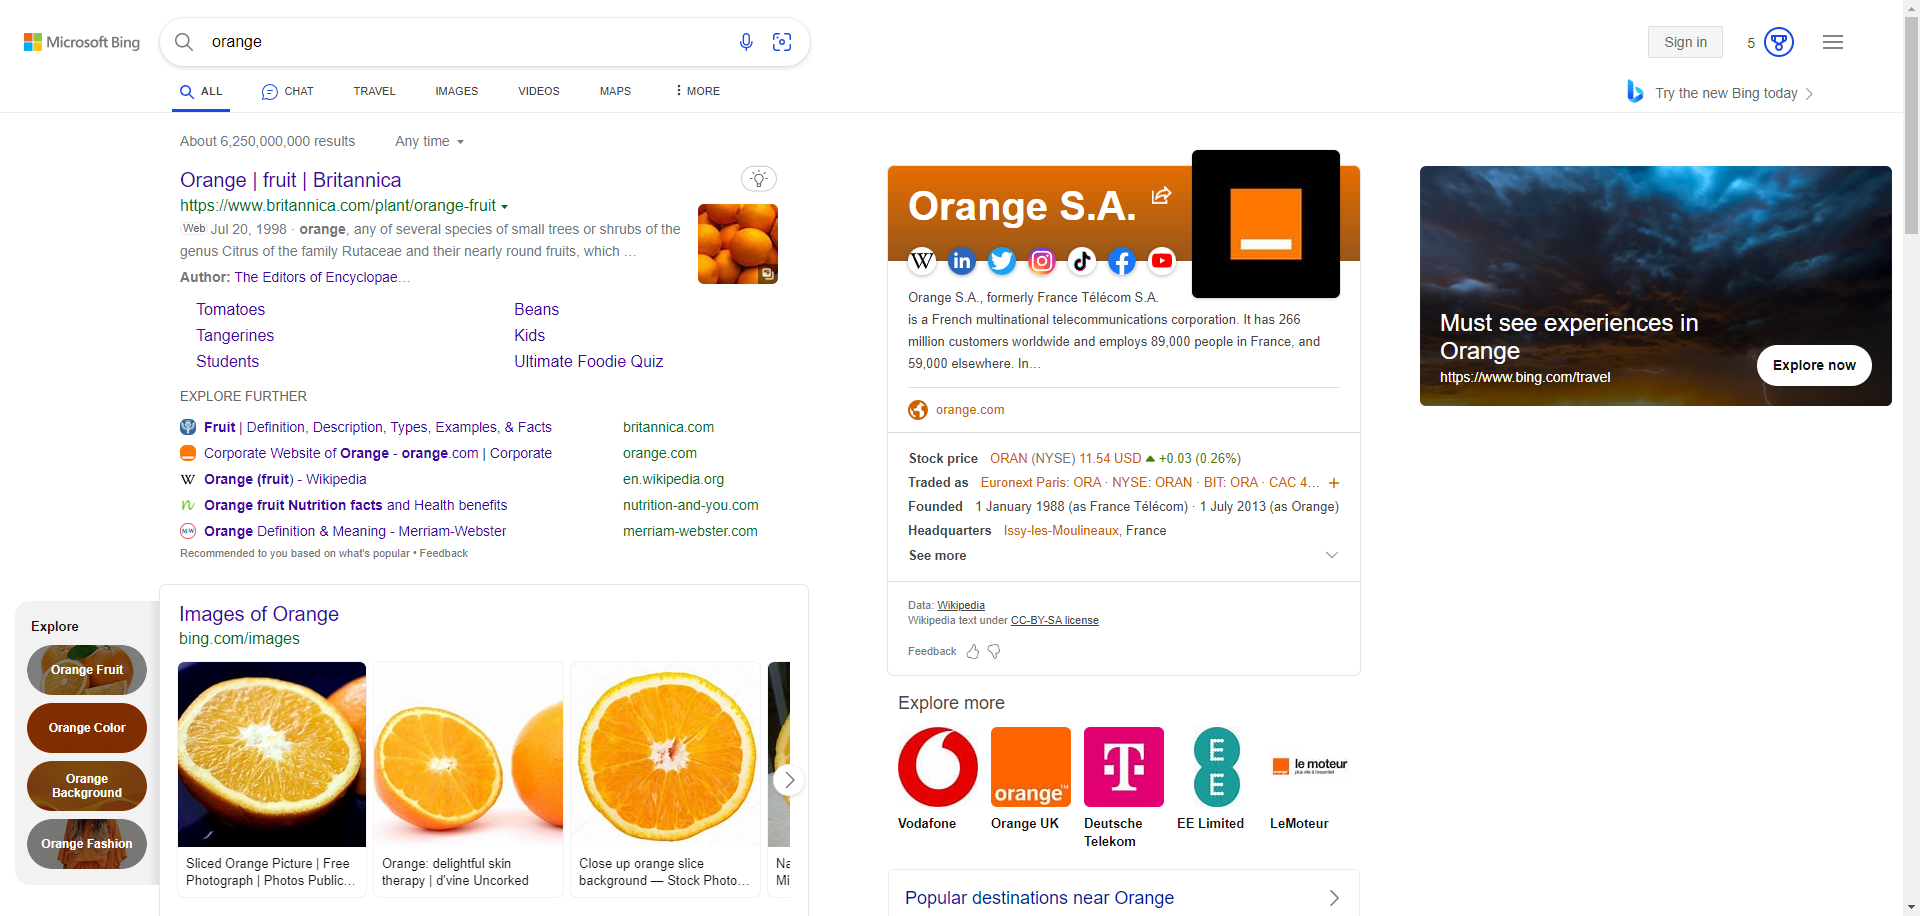 Microsoft Bing
orange
Sign in
5
ALL
CHAT
TRAVEL
IMAGES
VIDEOS
MAPS
MORE
Try the new Bing today
About 6,250,000,000 results
Any time
Orange | fruit | Britannica
https://www.britannica.com/plant/orange-fruit
Web Jul 20, 1998 · orange, any of several species of small trees or shrubs of the
genus Citrus of the family Rutaceae and their nearly round fruits, which ...
Author: The Editors of Encyclopae...
Tomatoes
Beans
Tangerines
Kids
Students
Ultimate Foodie Quiz
EXPLORE FURTHER
Fruit | Definition, Description, Types, Examples, & Facts
britannica.com
Corporate Website of Orange - orange.com | Corporate
orange.com
W Orange (fruit) - Wikipedia
en.wikipedia.org
n Orange fruit Nutrition facts and Health benefits
nutrition-and-you.com
M-W Orange Definition & Meaning - Merriam-Webster
merriam-webster.com
Recommended to you based on what's popular • Feedback
Explore
Orange Fruit
Orange Color
Orange
Background
Orange Fashion
Images of Orange
bing.com/images
Sliced Orange Picture | Free
Photograph | Photos Public...
Orange: delightful skin
therapy | d'vine Uncorked
Close up orange slice
background — Stock Photo...
Na
Mi
Orange S.A.
W
in
Orange S.A., formerly France Télécom S.A.
is a French multinational telecommunications corporation. It has 266
million customers worldwide and employs 89,000 people in France, and
59,000 elsewhere. In...
orange.com
Stock price ORAN (NYSE) 11.54 USD ▲ +0.03 (0.26%)
Traded as Euronext Paris: ORA · NYSE: ORAN · BIT: ORA · CAC 4... +
Founded 1 January 1988 (as France Télécom) · 1 July 2013 (as Orange)
Headquarters Issy-les-Moulineaux, France
See more
Data: Wikipedia
Wikipedia text under CC-BY-SA license
Feedback
Explore more
orange™
T
EE
le moteur
Vodafone
Orange UK
Deutsche
Telekom
EE Limited
LeMoteur
Popular destinations near Orange
Must see experiences in
Orange
https://www.bing.com/travel
Explore now